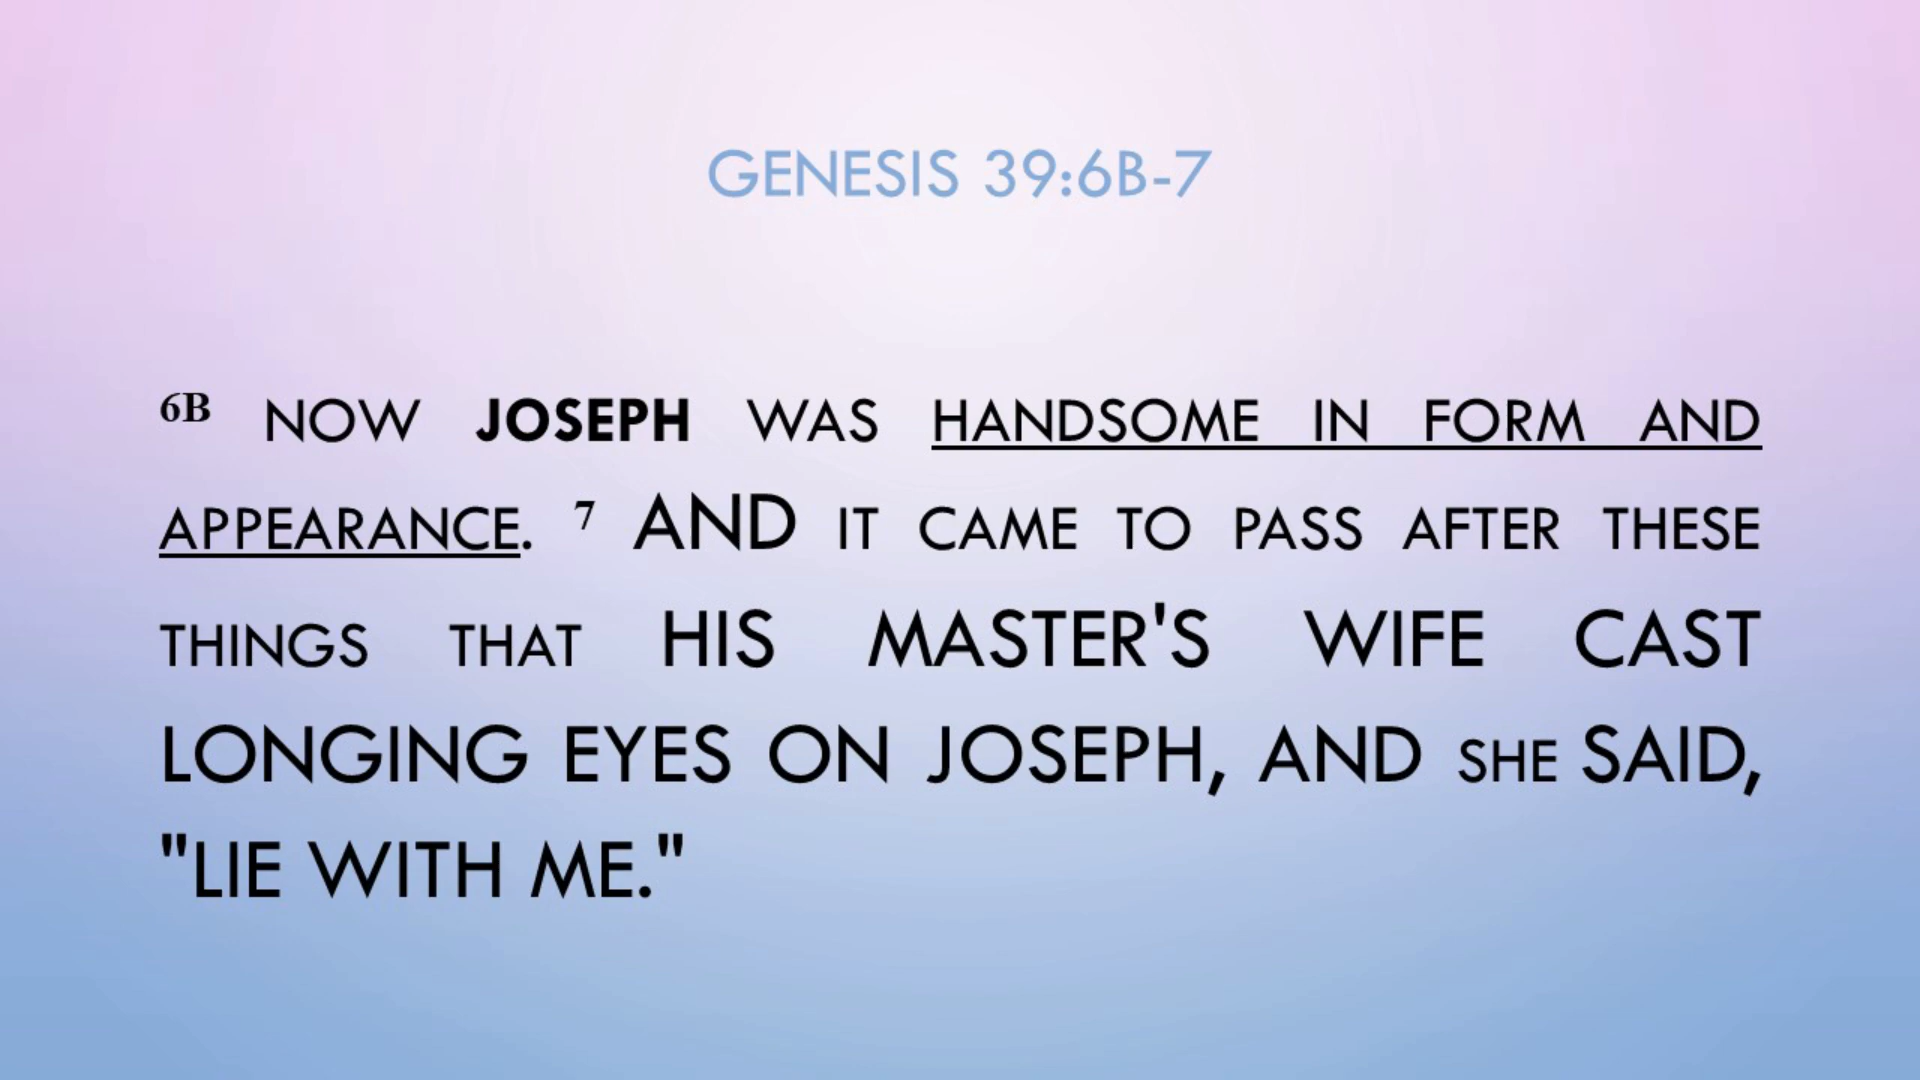 GENESIS 39:6B-7
6B NOW JOSEPH WAS HANDSOME IN FORM AND
APPEARANCE. 7 AND IT CAME TO PASS AFTER THESE
THINGS THAT HIS MASTER'S WIFE CAST
LONGING EYES ON JOSEPH, AND SHE SAID,
"LIE WITH ME."